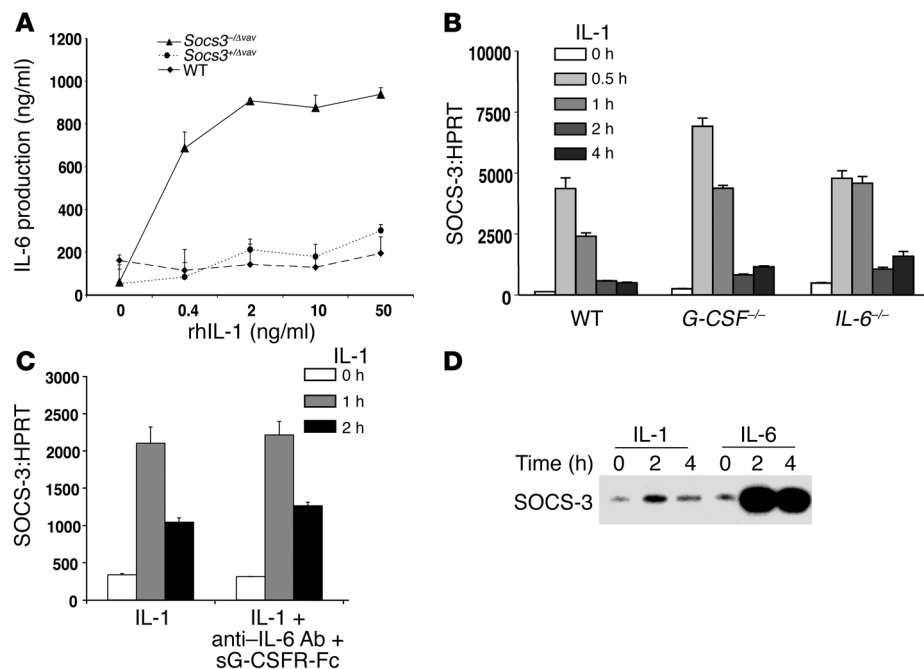 A
IL-6 production (ng/ml)
1200
1000
800
600
400
200
0
Socs3–/Δvav
Socs3+/Δvav
WT
0 0.4 2 10 50
rhIL-1 (ng/ml)
B
SOCS-3:HPRT
10000
7500
5000
2500
0
IL-1
0 h
0.5 h
1 h
2 h
4 h
WT G-CSF–/– IL-6–/–
C
SOCS-3:HPRT
3000
2500
2000
1500
1000
500
0
IL-1
0 h
1 h
2 h
IL-1 IL-1 +
anti–IL-6 Ab +
sG-CSFR-Fc
D
IL-1 IL-6
Time (h) 0 2 4 0 2 4
SOCS-3